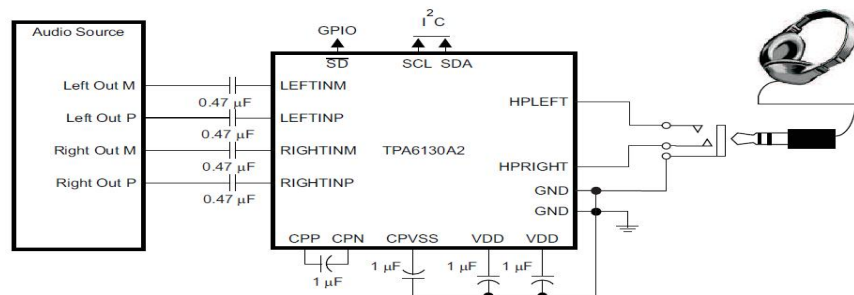 Audio Source
GPIO
I²C
SD
SCL SDA
Left Out M
LEFTINM
0.47 µF
HPLEFT
Left Out P
LEFTINP
0.47 µF
Right Out M
RIGHTINM
TPA6130A2
0.47 µF
HPRIGHT
Right Out P
RIGHTINP
GND
0.47 µF
GND
CPP CPN CPVSS VDD VDD
1 µF
1 µF
1 µF
1 µF